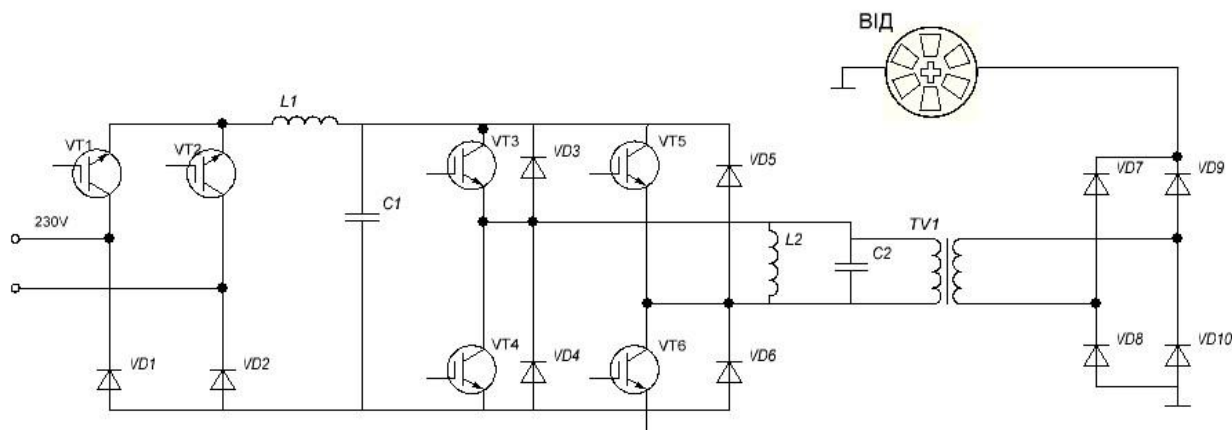 ВІД
L1
VT1
VT2
VT3
VD3
VT5
VD5
VD7
VD9
C1
230V
L2
C2
TV1
VD1
VD2
VT4
VD4
VT6
VD6
VD8
VD10